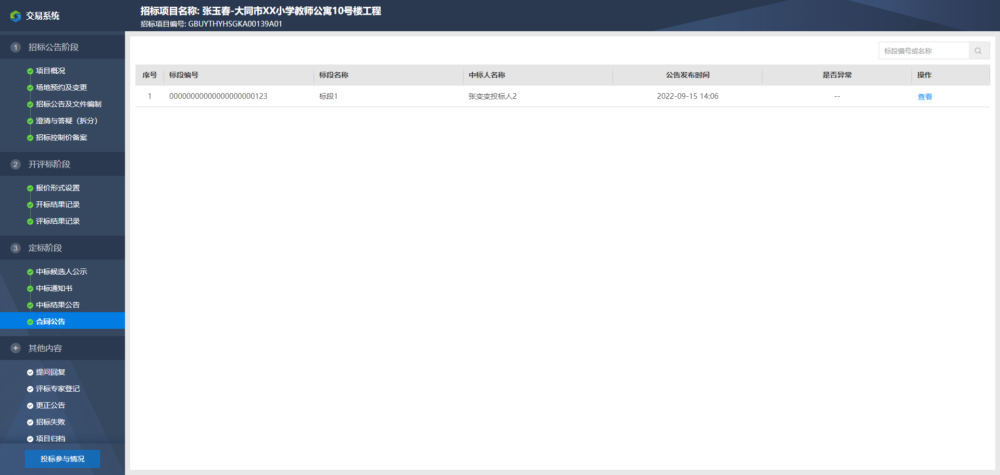 交易系统
招标项目名称: 张玉春-大同市XX小学教师公寓10号楼工程
招标项目编号: GBUYTHYHSGKA00139A01
1 招标公告阶段
项目概况
场地预约及变更
招标公告及文件编制
澄清与答疑（拆分）
招标控制价备案
2 开评标阶段
报价形式设置
开标结果记录
评标结果记录
3 定标阶段
中标候选人公示
中标通知书
中标结果公告
合同公告
+ 其他内容
提问回复
评标专家登记
更正公告
招标失败
项目归档
投标参与情况
标段编号或名称
序号 标段编号 标段名称 中标人名称 公告发布时间 是否异常 操作
1 00000000000000000000123 标段1 张变变投标人2 2022-09-15 14:06 -- 查看